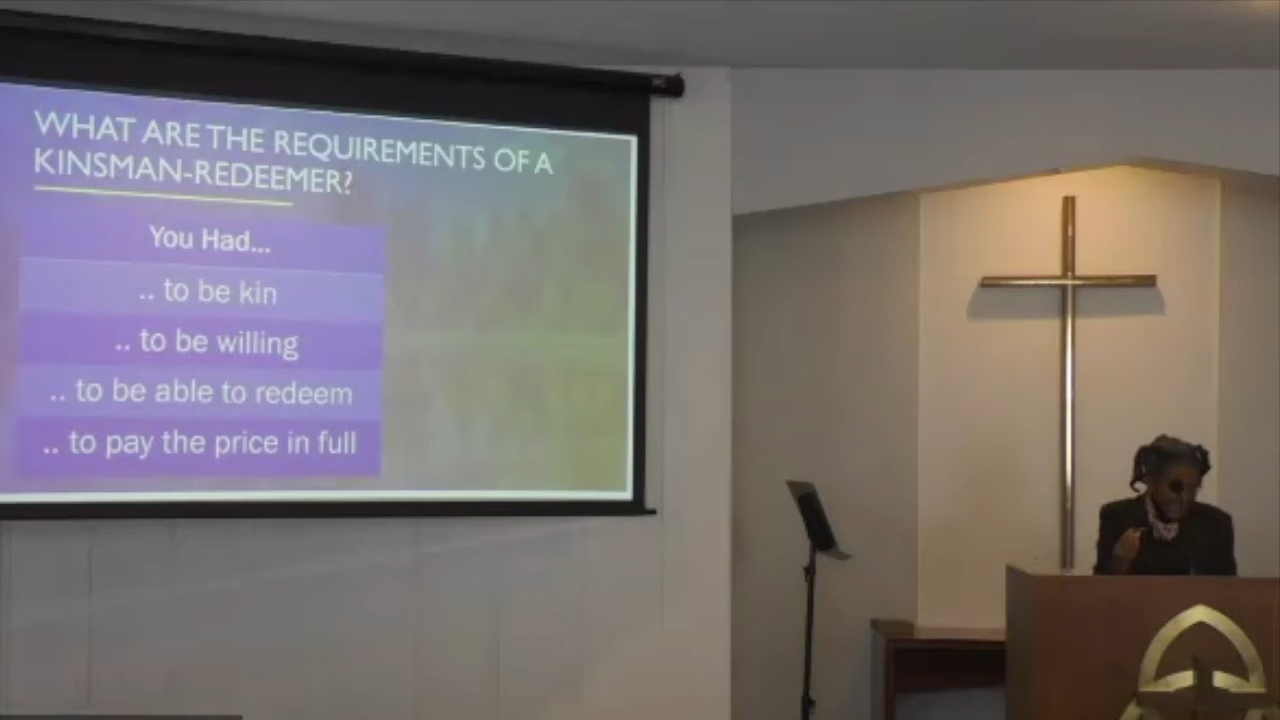 WHAT ARE THE REQUIREMENTS OF A
KINSMAN-REDEEMER?
You Had...
.. to be kin
.. to be willing
.. to be able to redeem
.. to pay the price in full